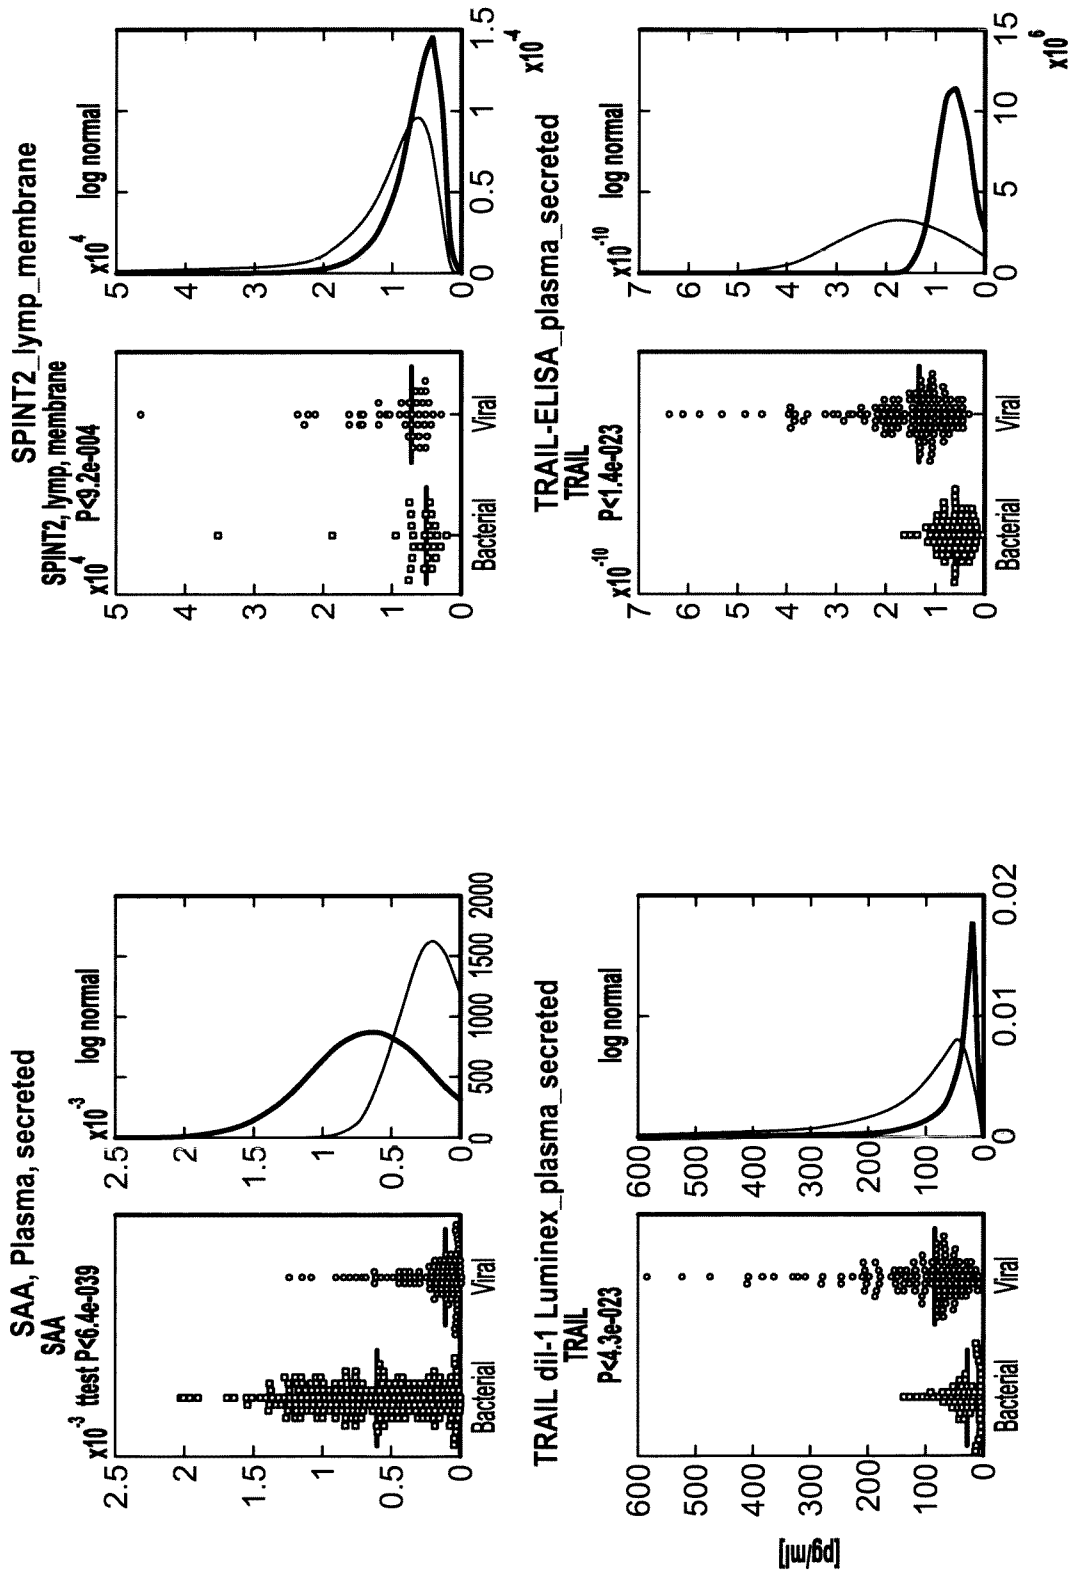 SAA, Plasma, secreted
SAA
x10⁻³ ttest P<6.4e-039
2.5
2
1.5
1
0.5
0
Bacterial Viral
x10⁻³ log normal
2.5
2
1.5
1
0.5
0
0 500 1000 1500 2000
SPINT2_lymp_membrane
SPINT2, lymp, membrane
x10⁴ P<9.2e-004
5
4
3
2
1
0
Bacterial Viral
x10⁴ log normal
5
4
3
2
1
0
0 0.5 1 1.5
x10⁻⁴
TRAIL dil-1 Luminex_plasma_secreted
TRAIL
P<4.3e-023
[pg/ml]
600
500
400
300
200
100
0
Bacterial Viral
log normal
600
500
400
300
200
100
0
0 0.01 0.02
TRAIL-ELISA_plasma_secreted
TRAIL
x10⁻¹⁰ P<1.4e-023
7
6
5
4
3
2
1
0
Bacterial Viral
x10⁻¹⁰ log normal
7
6
5
4
3
2
1
0
0 5 10 15
x10⁶